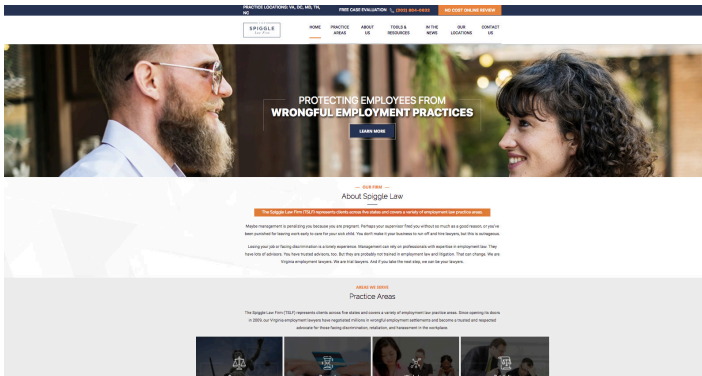 PRACTICE LOCATIONS: VA, DC, MD, TN,
NC
FREE CASE EVALUATION
NO COST ONLINE REVIEW
SPIGGLE
Law Firm
HOME
PRACTICE
AREAS
ABOUT
US
TOOLS &
RESOURCES
IN THE
NEWS
OUR
LOCATIONS
CONTACT
US
PROTECTING EMPLOYEES FROM
WRONGFUL EMPLOYMENT PRACTICES
LEARN MORE
OUR FIRM
About Spiggle Law
The Spiggle Law Firm (TSLF) represents clients across five states and covers a variety of employment law practice areas.
Maybe management is penalizing you because you are pregnant. Perhaps your supervisor fired you without so much as a good reason, or you've
been punished for leaving work early to care for your sick child. You don't make it your business to run off and hire lawyers, but this is outrageous.
Losing your job or facing discrimination is a lonely experience. Management can rely on professionals with expertise in employment law. They
have lots of advisors. You have trusted advisors, too. But they are probably not trained in employment law and litigation. That can change. We are
Virginia employment lawyers. We are trial lawyers. And if you take the next step, we can be your lawyers.
AREAS WE SERVE
Practice Areas
The Spiggle Law Firm (TSLF) represents clients across five states and covers a variety of employment law practice areas. Since opening its doors
in 2009, our Virginia employment lawyers have negotiated millions in wrongful employment settlements and become a trusted and respected
advocate for those facing discrimination, retaliation, and harassment in the workplace.